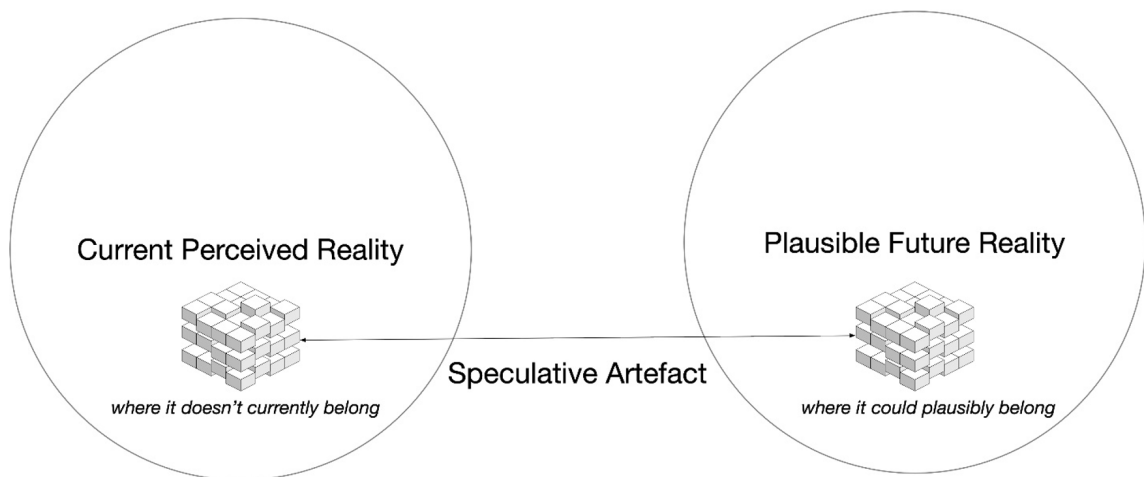 Current Perceived Reality
where it doesn't currently belong
Speculative Artefact
Plausible Future Reality
where it could plausibly belong